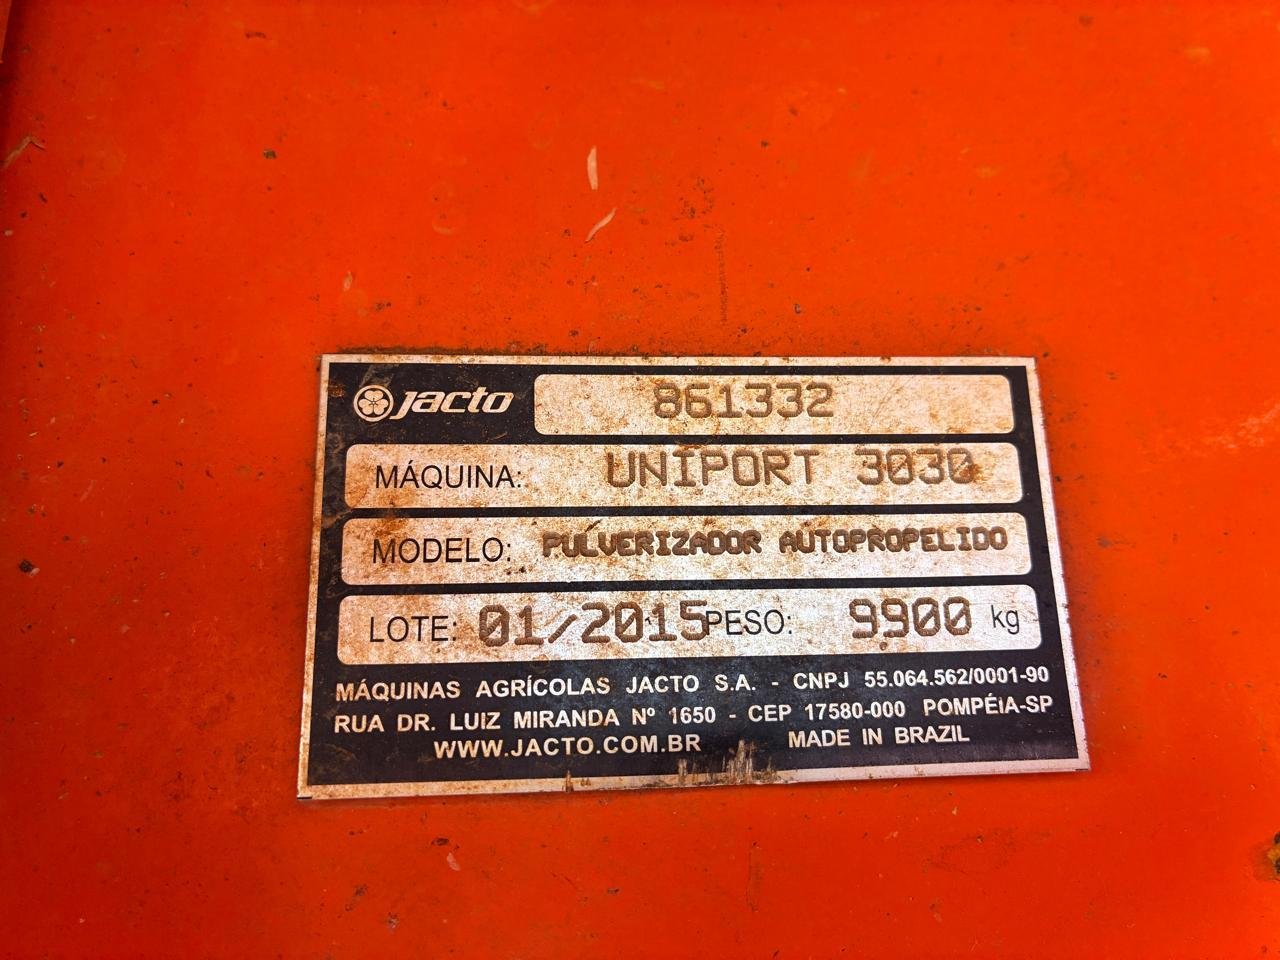 jacto 861332
MÁQUINA: UNIPORT 3030
MODELO: PULVERIZADOR AUTOPROPELIDO
LOTE: 01/2015 PESO: 9900 kg
MÁQUINAS AGRÍCOLAS JACTO S.A. - CNPJ 55.064.562/0001-90
RUA DR. LUIZ MIRANDA Nº 1650 - CEP 17580-000 POMPÉIA-SP
WWW.JACTO.COM.BR MADE IN BRAZIL